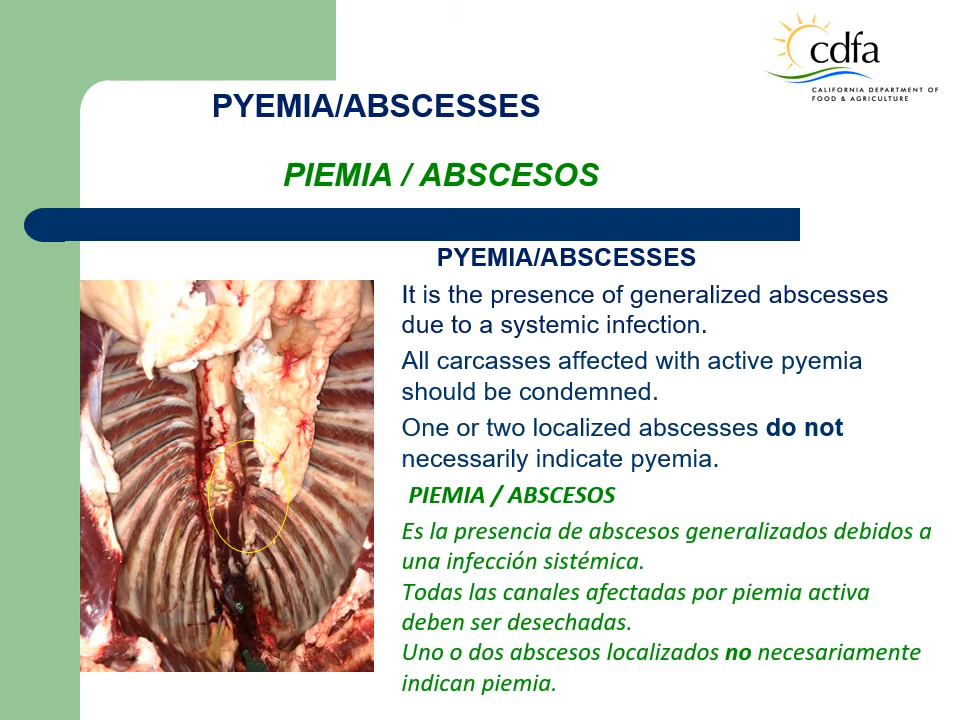 cdfa
CALIFORNIA DEPARTMENT OF
FOOD & AGRICULTURE
PYEMIA/ABSCESSES
PIEMIA / ABSCESOS
PYEMIA/ABSCESSES
It is the presence of generalized abscesses
due to a systemic infection.
All carcasses affected with active pyemia
should be condemned.
One or two localized abscesses do not
necessarily indicate pyemia.
PIEMIA / ABSCESOS
Es la presencia de abscesos generalizados debidos a
una infección sistémica.
Todas las canales afectadas por piemia activa
deben ser desechadas.
Uno o dos abscesos localizados no necesariamente
indican piemia.